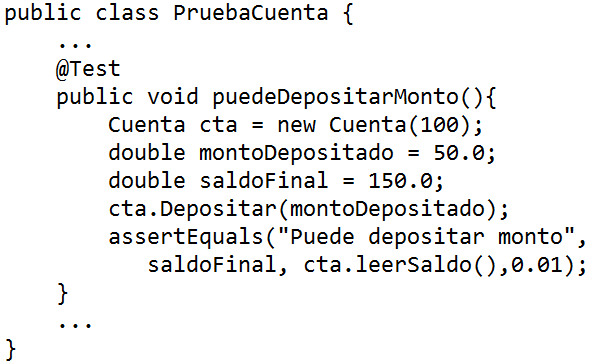 public class PruebaCuenta {
    ...
    @Test
    public void puedeDepositarMonto(){
        Cuenta cta = new Cuenta(100);
        double montoDepositado = 50.0;
        double saldoFinal = 150.0;
        cta.Depositar(montoDepositado);
        assertEquals("Puede depositar monto",
           saldoFinal, cta.leerSaldo(),0.01);
    }
    ...
}